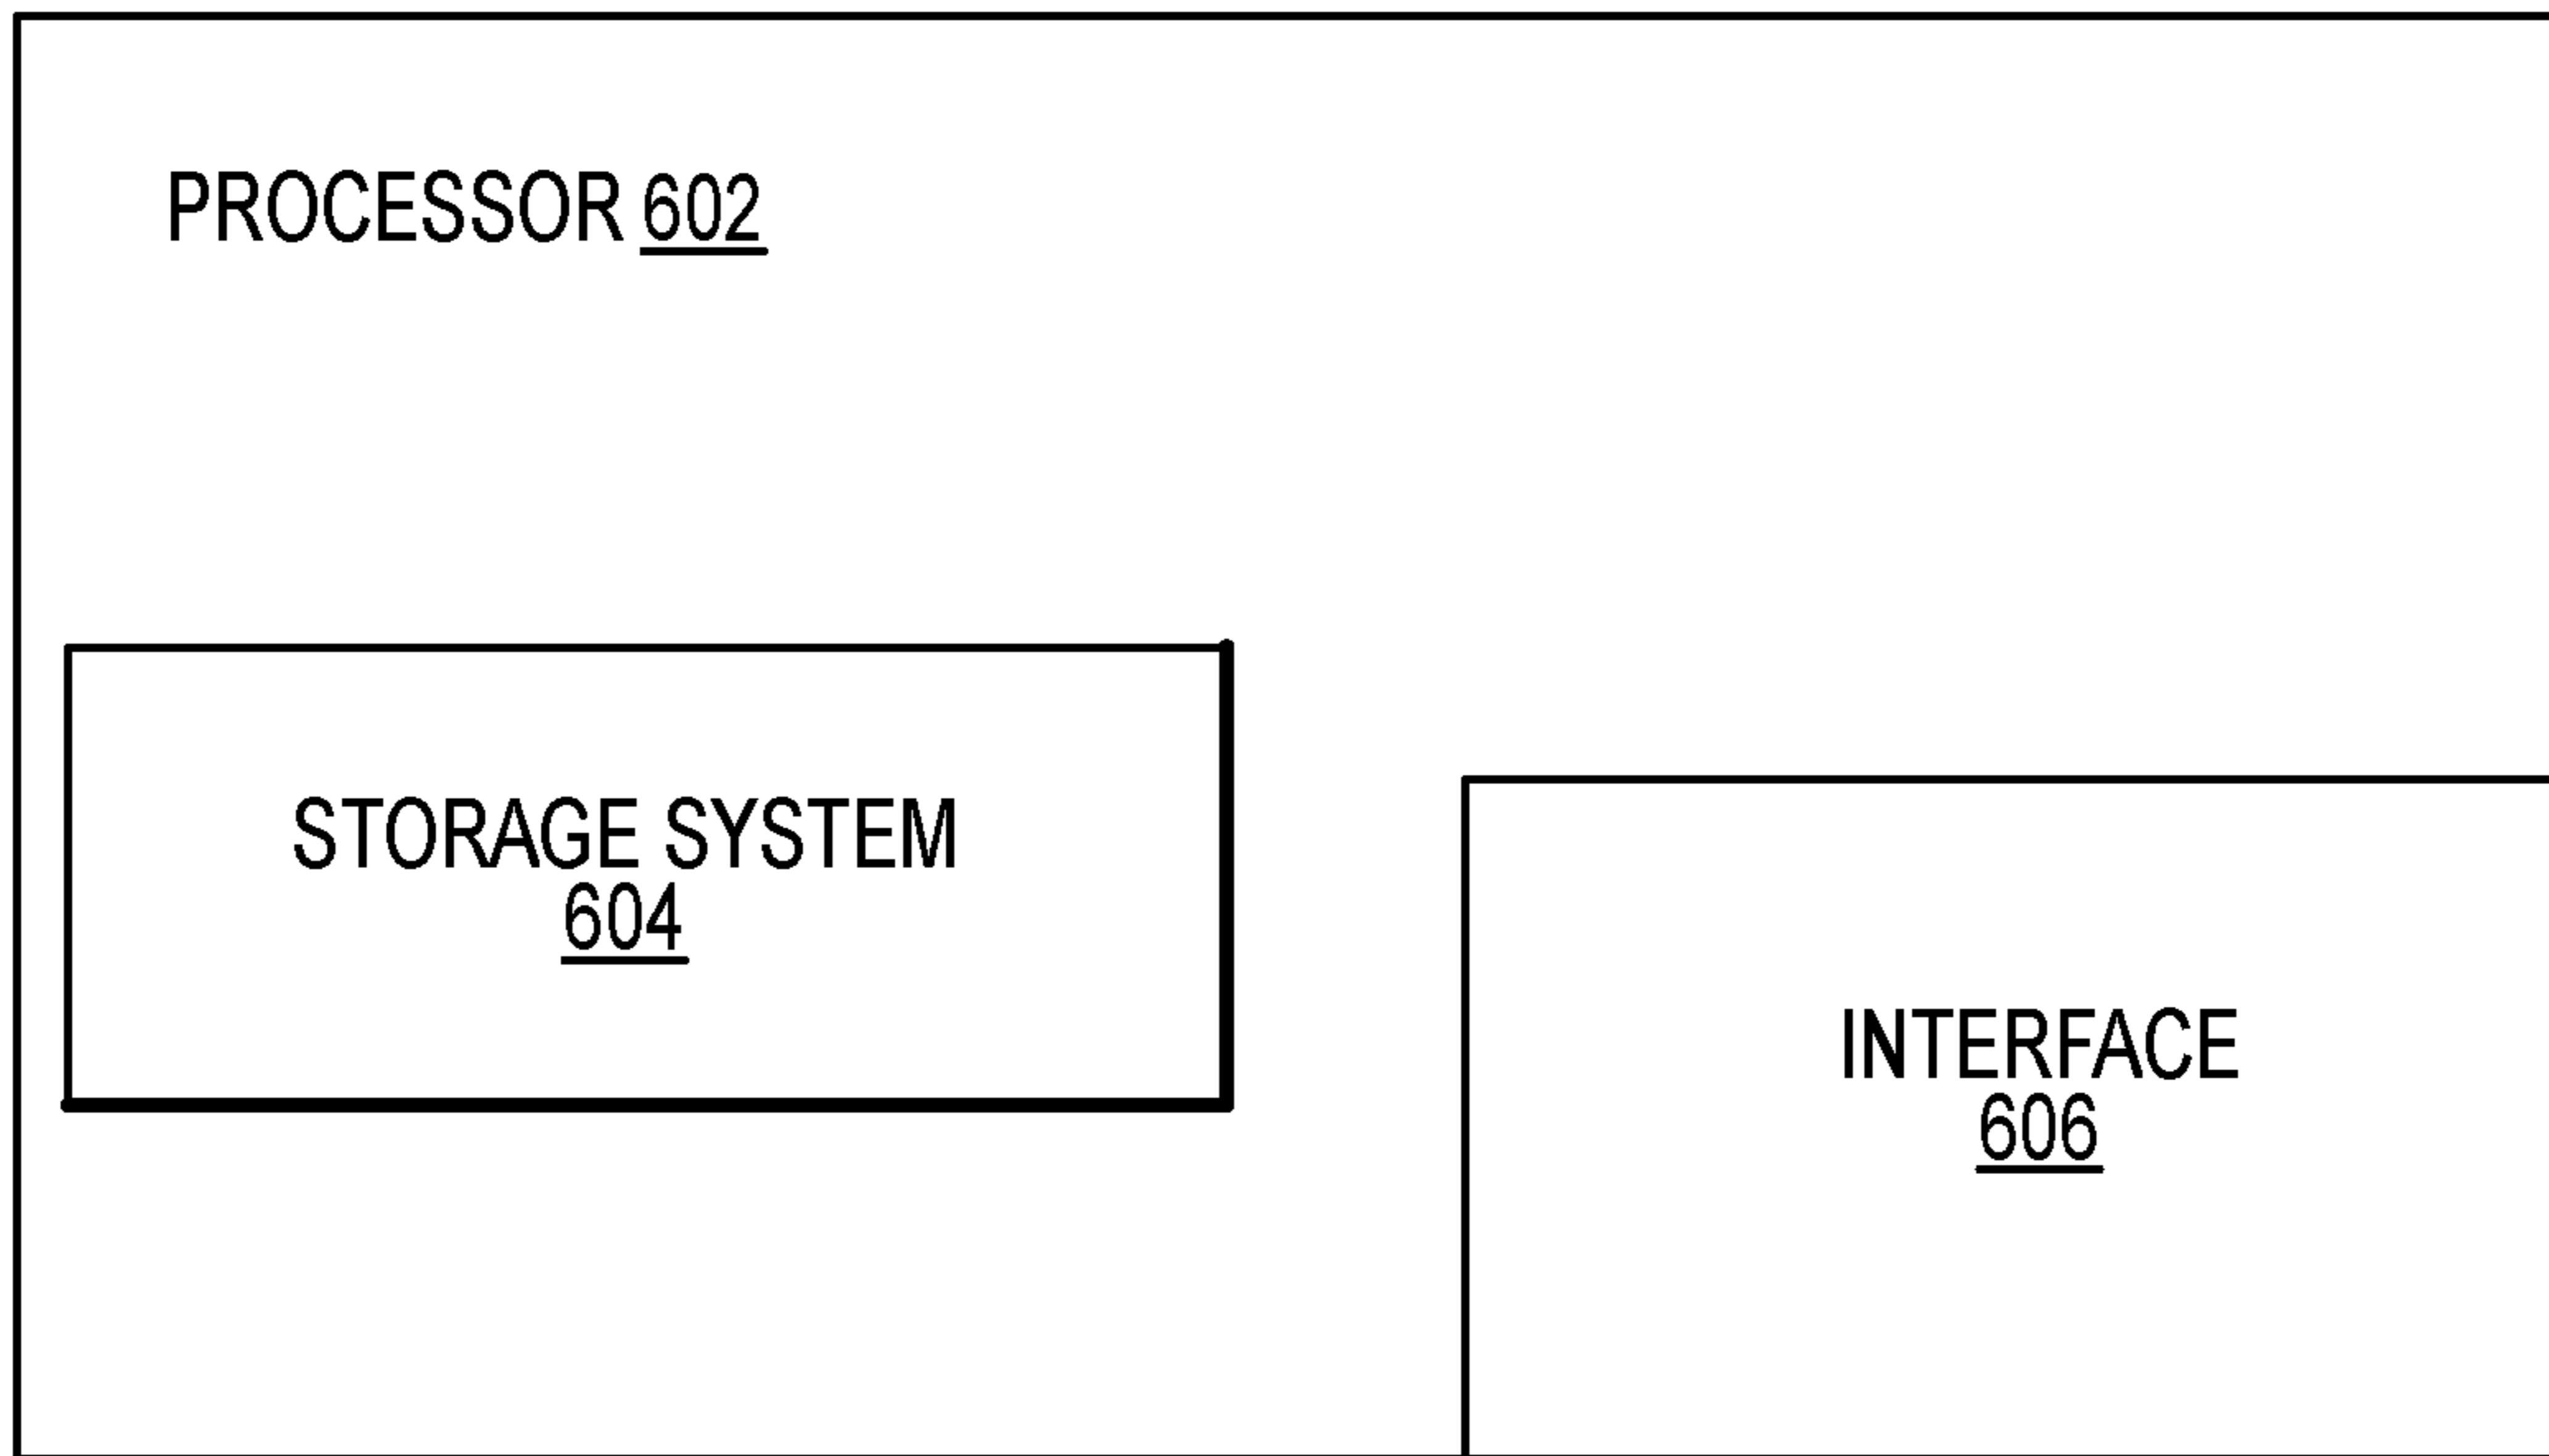 PROCESSOR 602
STORAGE SYSTEM
604
INTERFACE
606